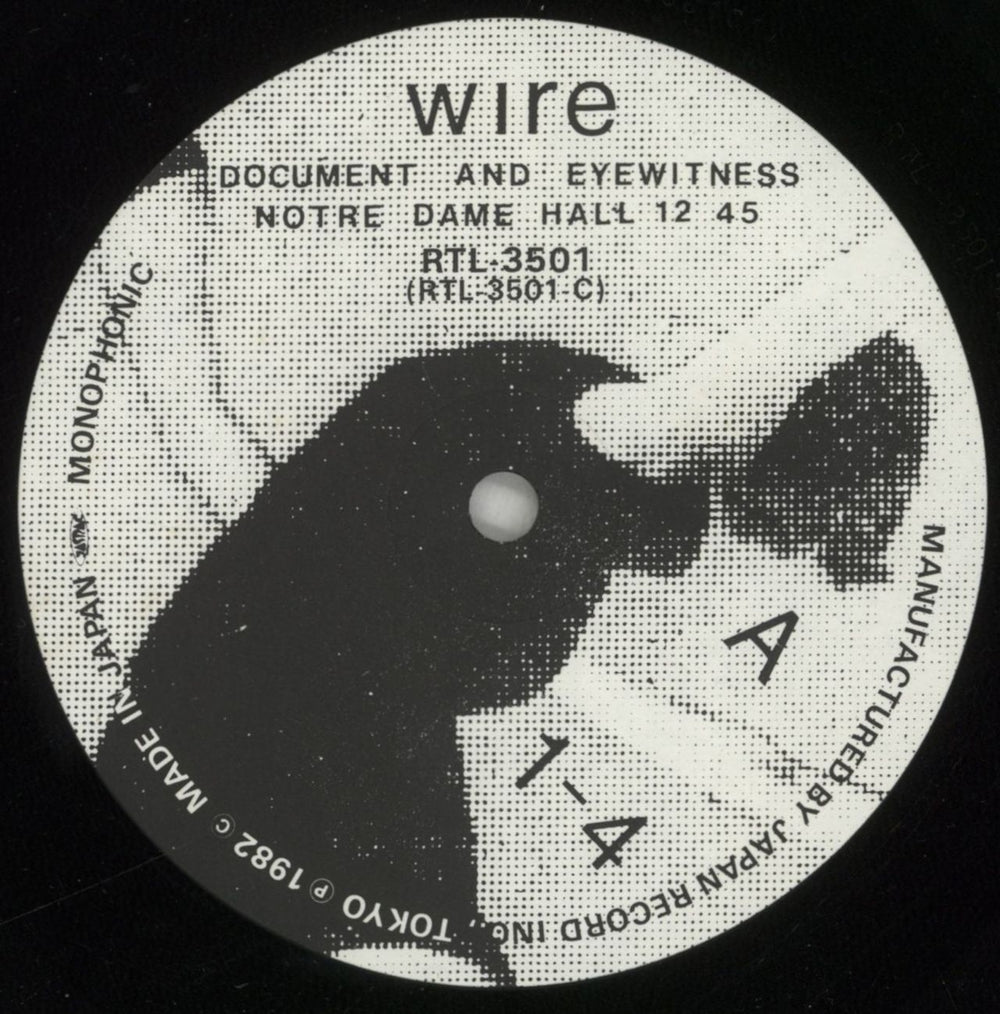 wire
DOCUMENT AND EYEWITNESS
NOTRE DAME HALL 12 45
RTL-3501
(RTL-3501-C)
A
1-4
MANUFACTURED BY JAPAN RECORD INC., TOKYO ℗ 1982 © MADE IN JAPAN
MONOPHONIC